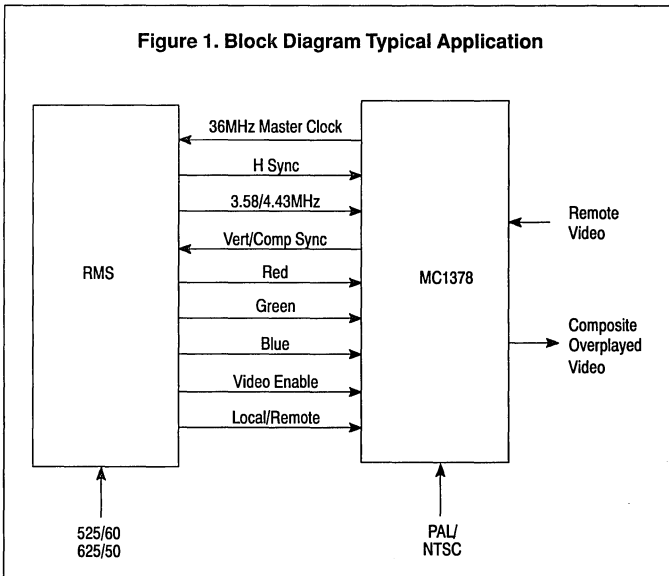 Figure 1. Block Diagram Typical Application
36MHz Master Clock
H Sync
3.58/4.43MHz
Vert/Comp Sync
RMS
Red
MC1378
Green
Blue
Video Enable
Local/Remote
Remote
Video
Composite
Overplayed
Video
525/60
625/50
PAL/
NTSC